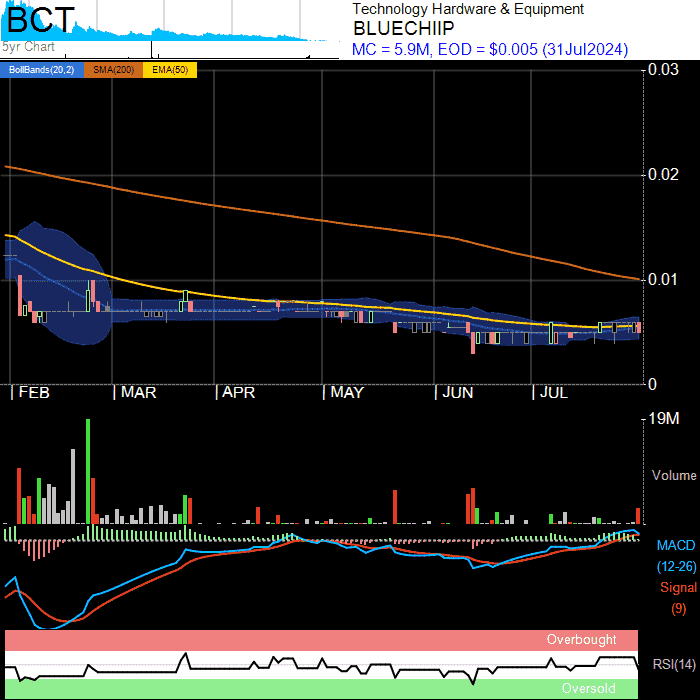 BCT
5yr Chart
Technology Hardware & Equipment
BLUECHIIP
MC = 5.9M, EOD = $0.005 (31Jul2024)
BollBands(20,2) SMA(200) EMA(50)
0.03
0.02
0.01
0
FEB MAR APR MAY JUN JUL
19M
Volume
MACD
(12-26)
Signal
(9)
Overbought
RSI(14)
Oversold